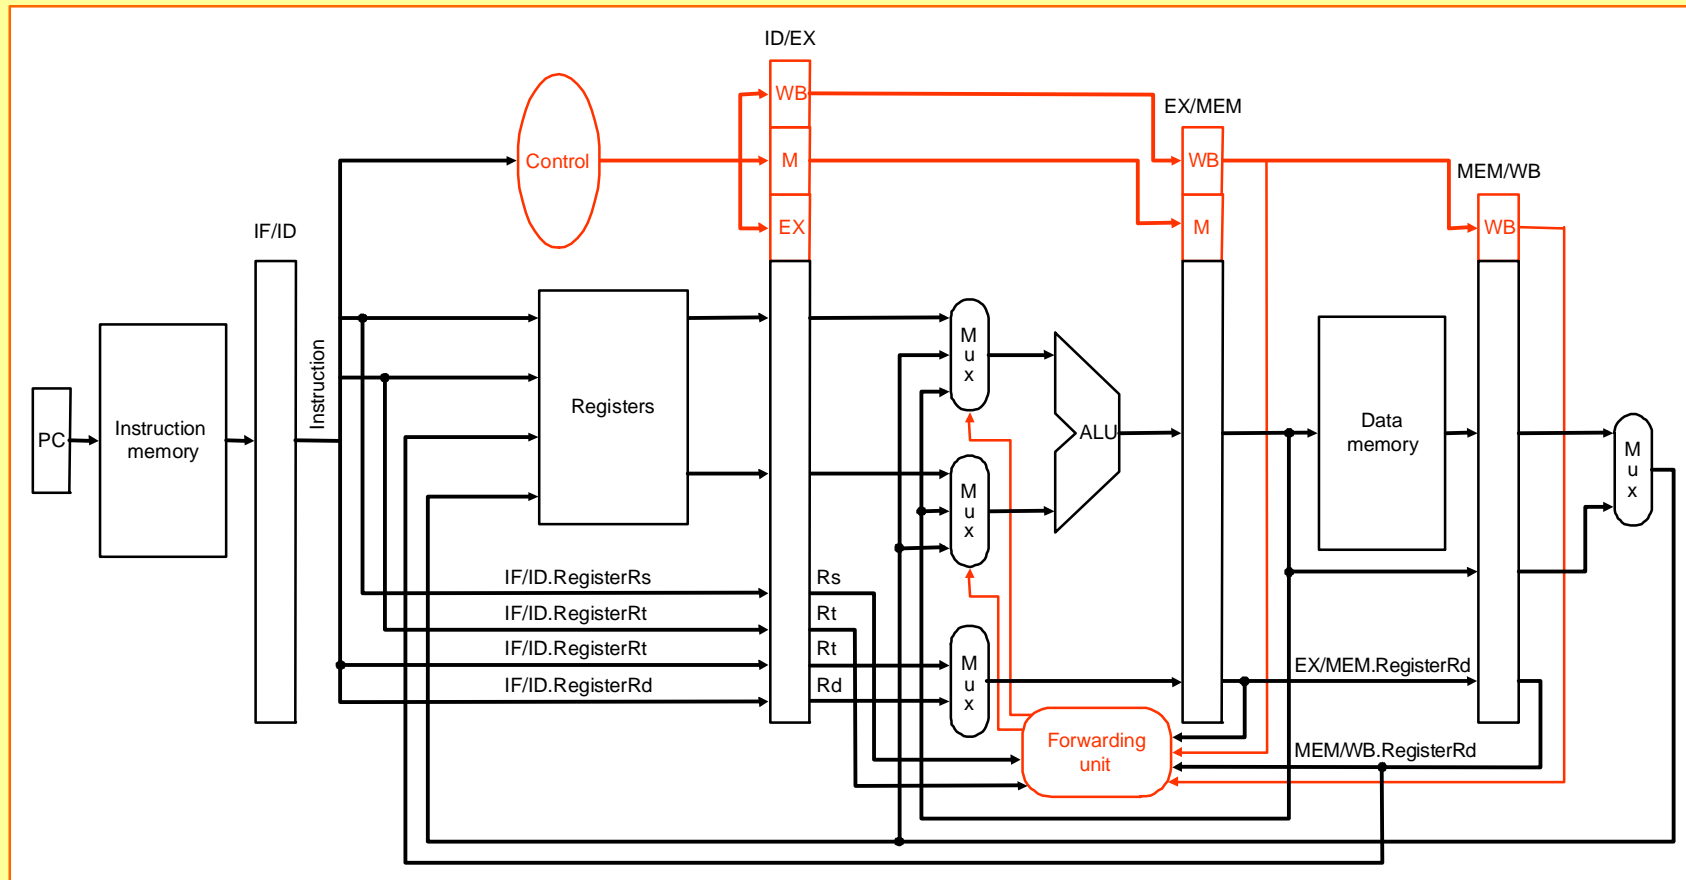 ID/EX
WB
EX/MEM
Control
M
WB
MEM/WB
EX
M
WB
IF/ID
Instruction
PC
Instruction
memory
Registers
M
u
x
M
u
x
ALU
Data
memory
M
u
x
IF/ID.RegisterRs
Rs
IF/ID.RegisterRt
Rt
IF/ID.RegisterRt
Rt
IF/ID.RegisterRd
Rd
M
u
x
EX/MEM.RegisterRd
Forwarding
unit
MEM/WB.RegisterRd